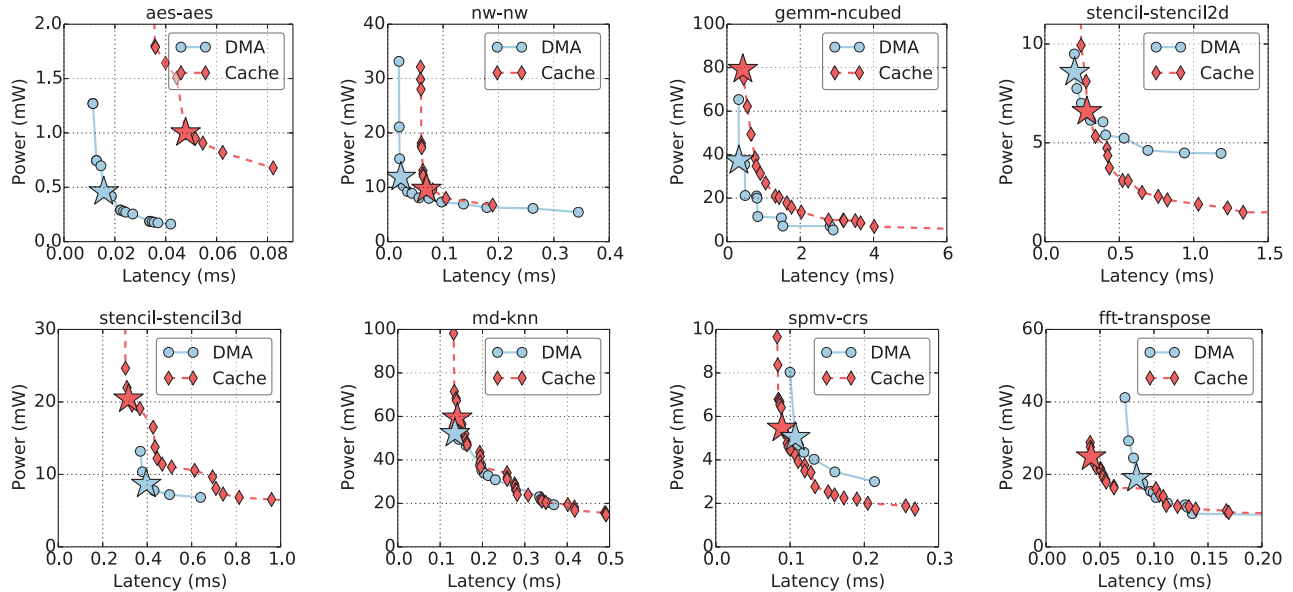 aes-aes
2.0
1.5
1.0
0.5
0.0
Power (mW)
0.00 0.02 0.04 0.06 0.08
Latency (ms)
DMA
Cache
nw-nw
40
30
20
10
0
Power (mW)
0.0 0.1 0.2 0.3 0.4
Latency (ms)
DMA
Cache
gemm-ncubed
100
80
60
40
20
0
Power (mW)
0 2 4 6
Latency (ms)
DMA
Cache
stencil-stencil2d
10
5
0
Power (mW)
0.0 0.5 1.0 1.5
Latency (ms)
DMA
Cache
stencil-stencil3d
30
20
10
0
Power (mW)
0.0 0.2 0.4 0.6 0.8 1.0
Latency (ms)
DMA
Cache
md-knn
100
80
60
40
20
0
Power (mW)
0.0 0.1 0.2 0.3 0.4 0.5
Latency (ms)
DMA
Cache
spmv-crs
10
8
6
4
2
0
Power (mW)
0.0 0.1 0.2 0.3
Latency (ms)
DMA
Cache
fft-transpose
60
40
20
0
Power (mW)
0.00 0.05 0.10 0.15 0.20
Latency (ms)
DMA
Cache